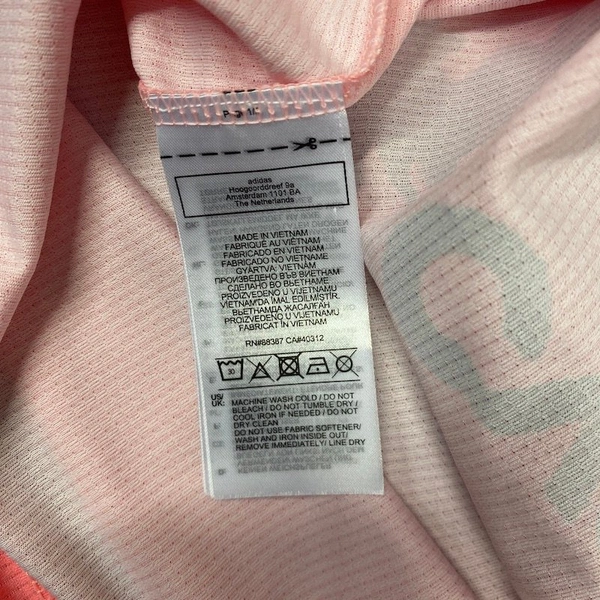 adidas
Hoogoorddreef 9a
Amsterdam 1101 BA
The Netherlands
MADE IN VIETNAM
FABRIQUÉ AU VIÊTNAM
FABRICADO EN VIETNAM
FABRICADO NO VIETNAME
GYÁRTVA: VIETNÁM
ПРОИЗВЕДЕНО ВЪВ ВИЕТНАМ
СДЕЛАНО ВО ВЬЕТНАМЕ
PROIZVEDENO U VIJETNAMU
VIETNAM'DA İMAL EDİLMİŞTİR.
ВЬЕТНАМДА ЖАСАЛҒАН
PROIZVEDENO U VIJETNAMU
FABRICAT ÎN VIETNAM
RN#88387 CA#40312
30
US/
UK:
MACHINE WASH COLD / DO NOT
BLEACH / DO NOT TUMBLE DRY /
COOL IRON IF NEEDED / DO NOT
DRY CLEAN
DO NOT USE FABRIC SOFTENER/
WASH AND IRON INSIDE OUT/
REMOVE IMMEDIATELY/ LINE DRY